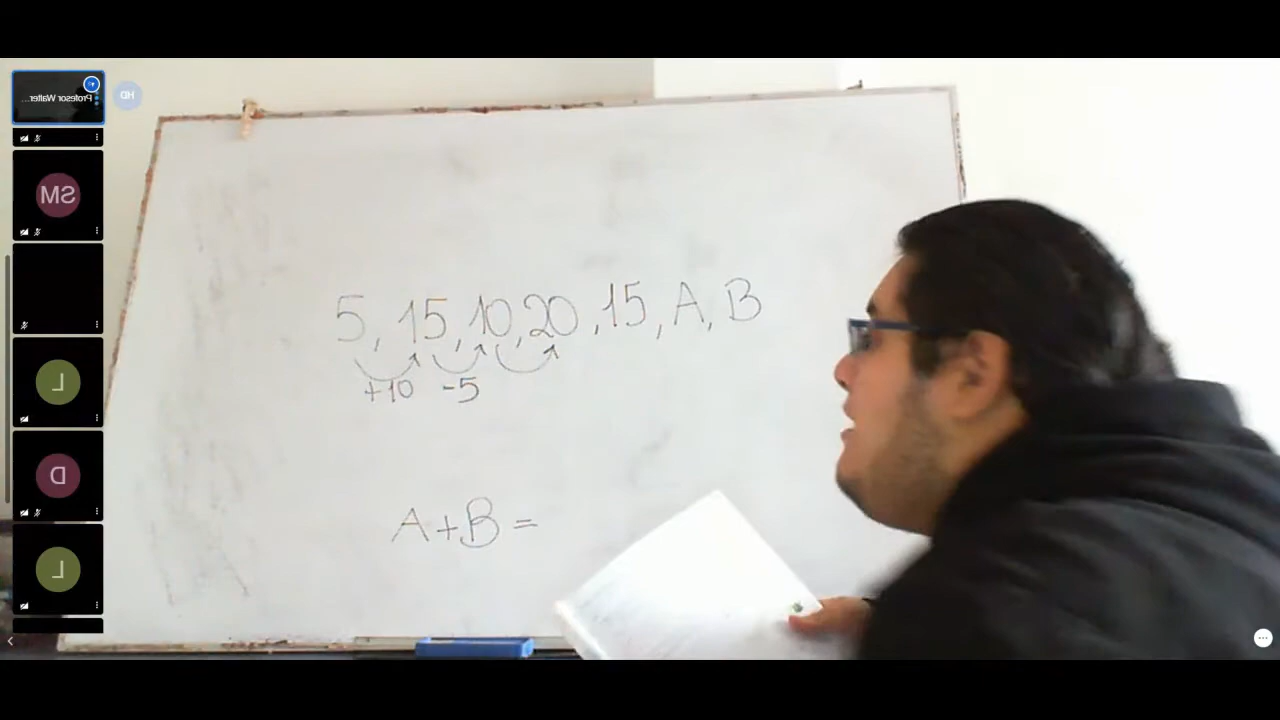 Profesor Walter...
HD
SM
L
D
L
5, 15, 10, 20, 15, A, B
+10 -5
A+B=